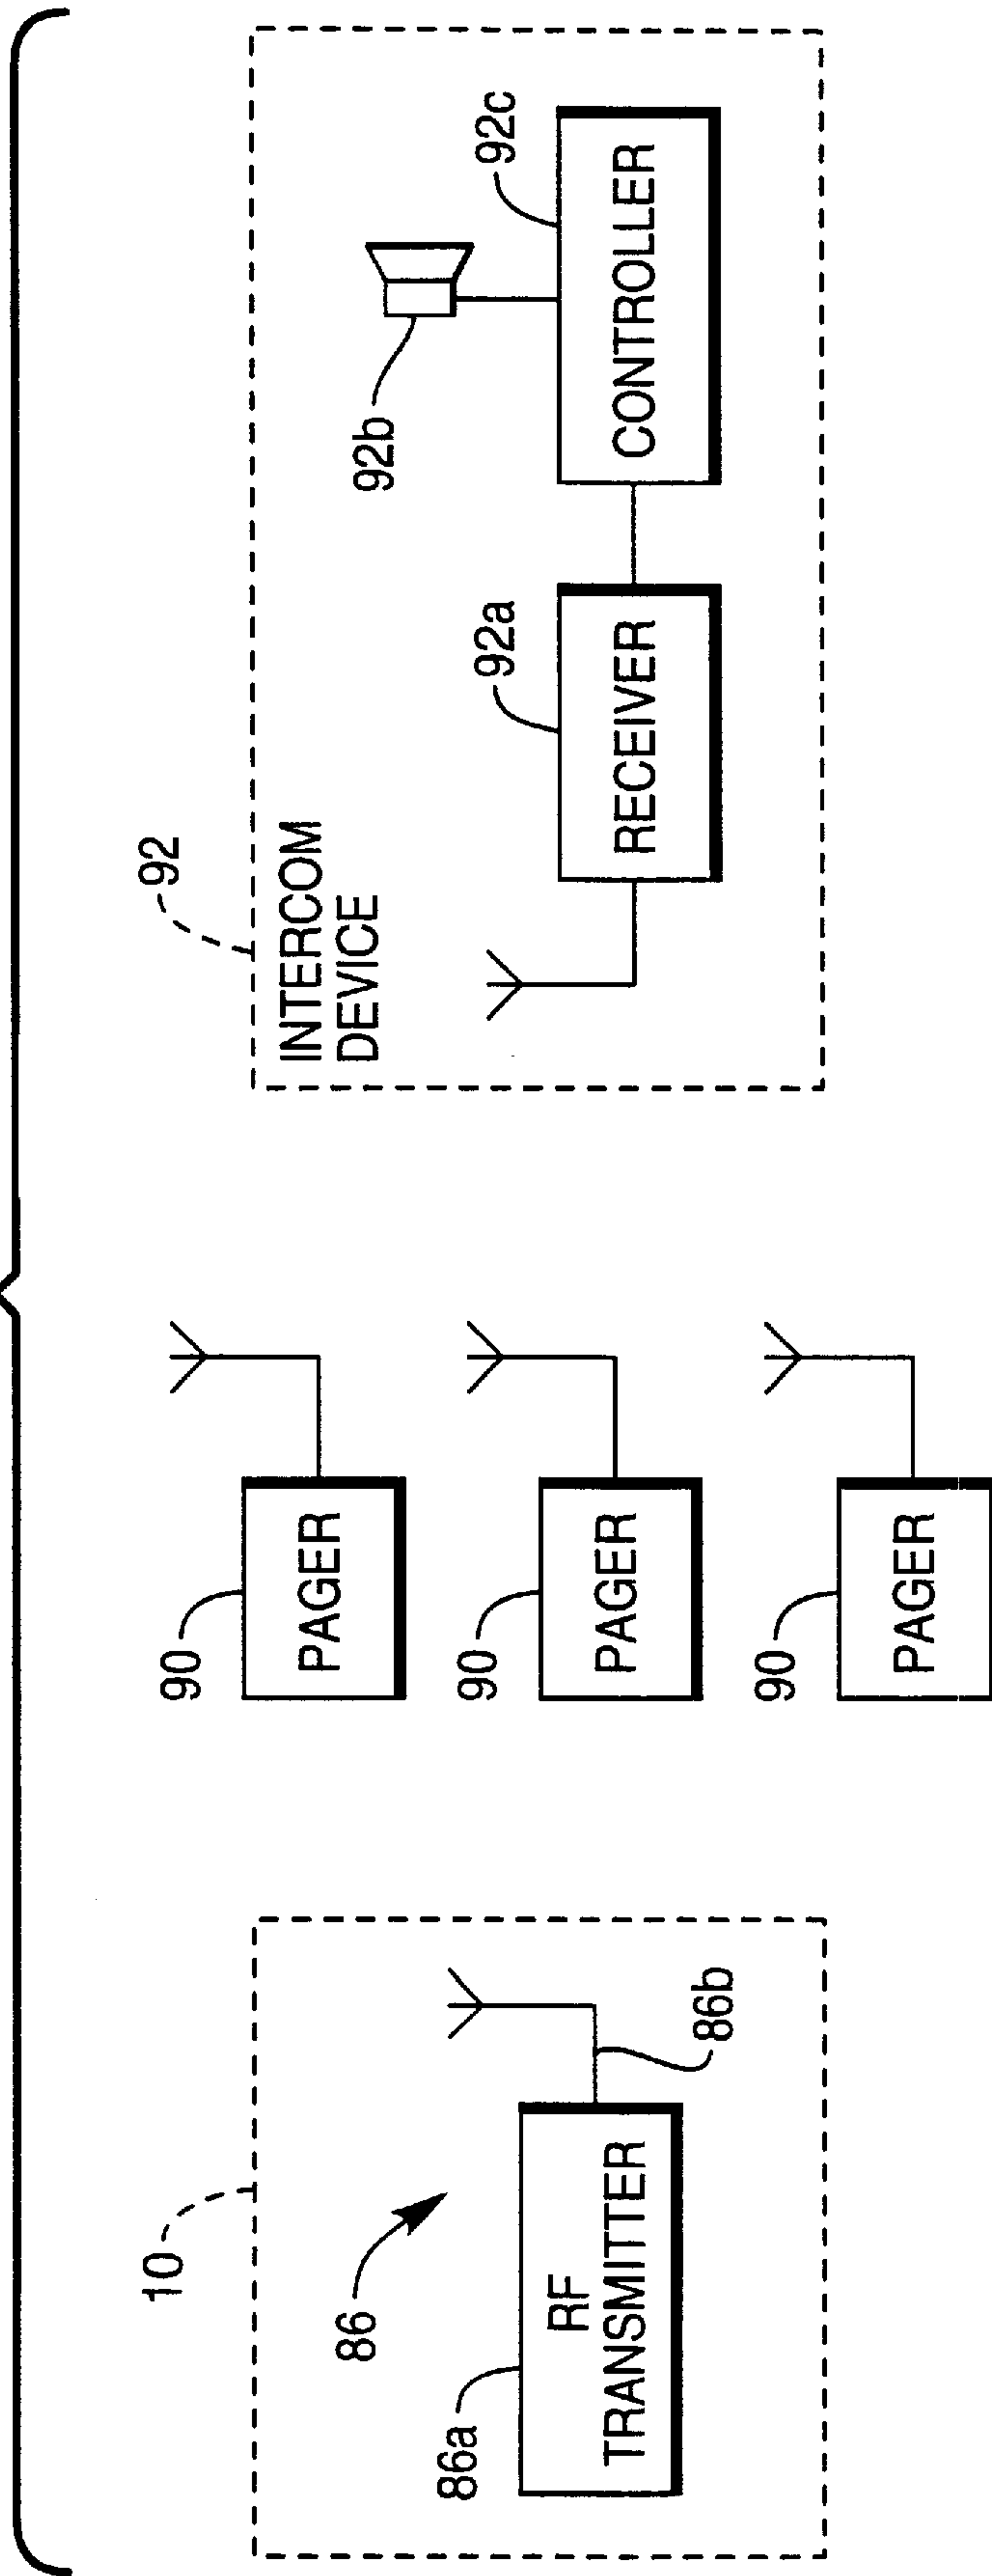 10
86
86a
RF
TRANSMITTER
86b
90
PAGER
90
PAGER
90
PAGER
92
INTERCOM
DEVICE
92a
RECEIVER
92b
92c
CONTROLLER